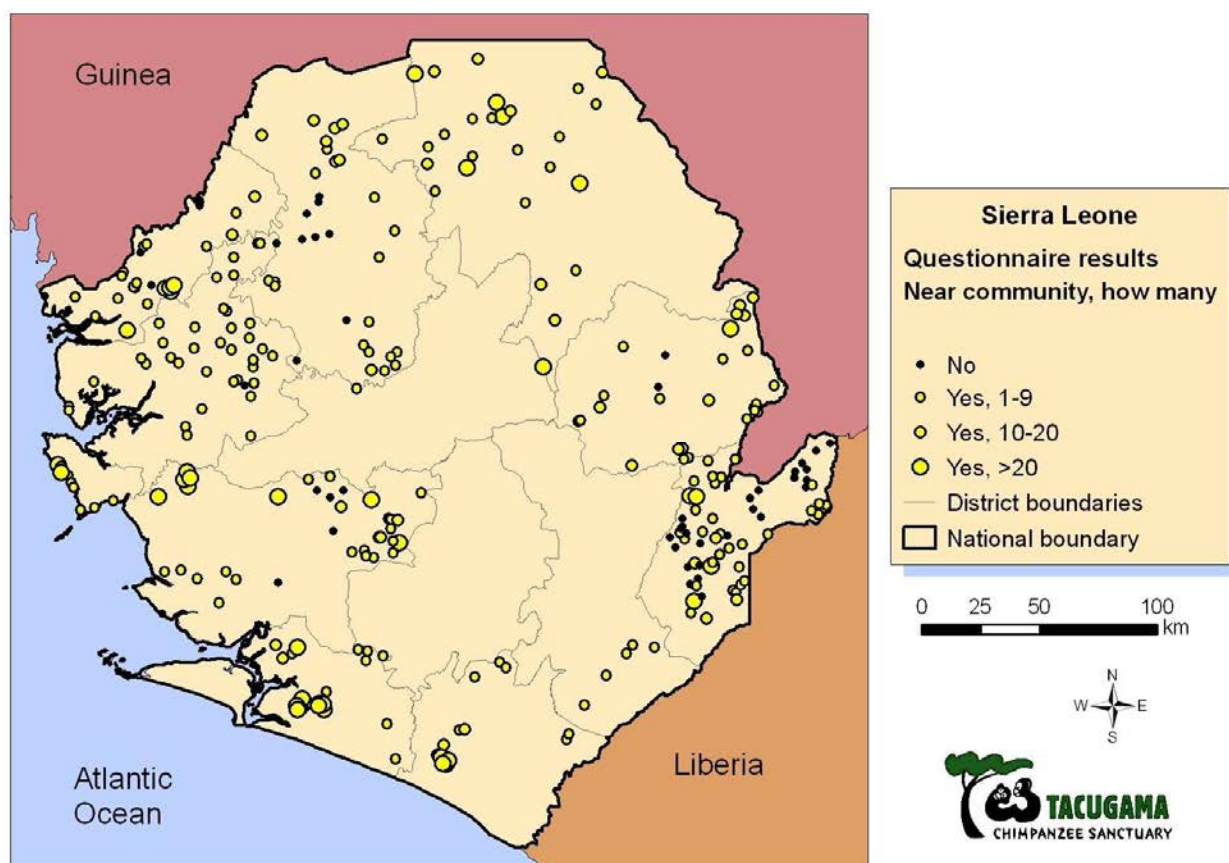 Guinea
Atlantic
Ocean
Liberia
Sierra Leone
Questionnaire results
Near community, how many
No
Yes, 1-9
Yes, 10-20
Yes, >20
District boundaries
National boundary
0 25 50 100
km
N
W E
S
TACUGAMA
CHIMPANZEE SANCTUARY